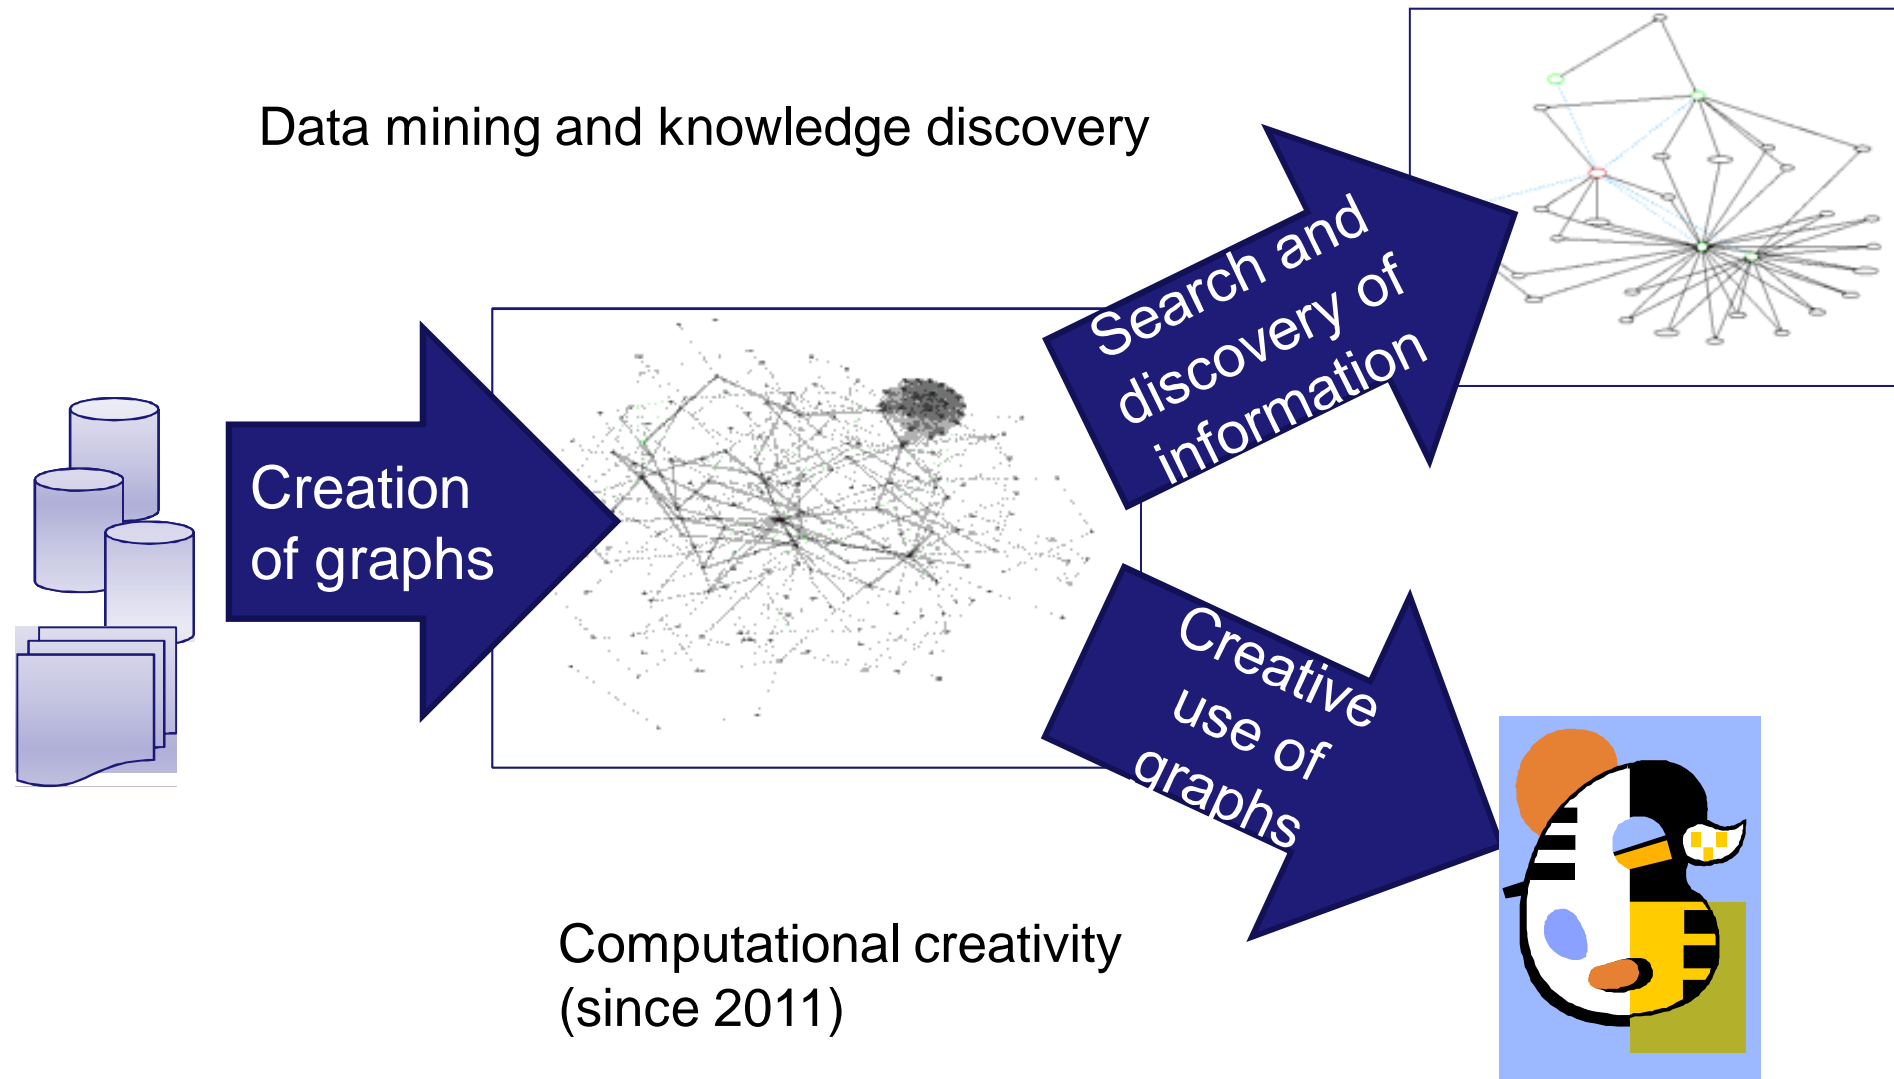 Data mining and knowledge discovery
Creation
of graphs
Search and
discovery of
information
Creative
use of
graphs
Computational creativity
(since 2011)